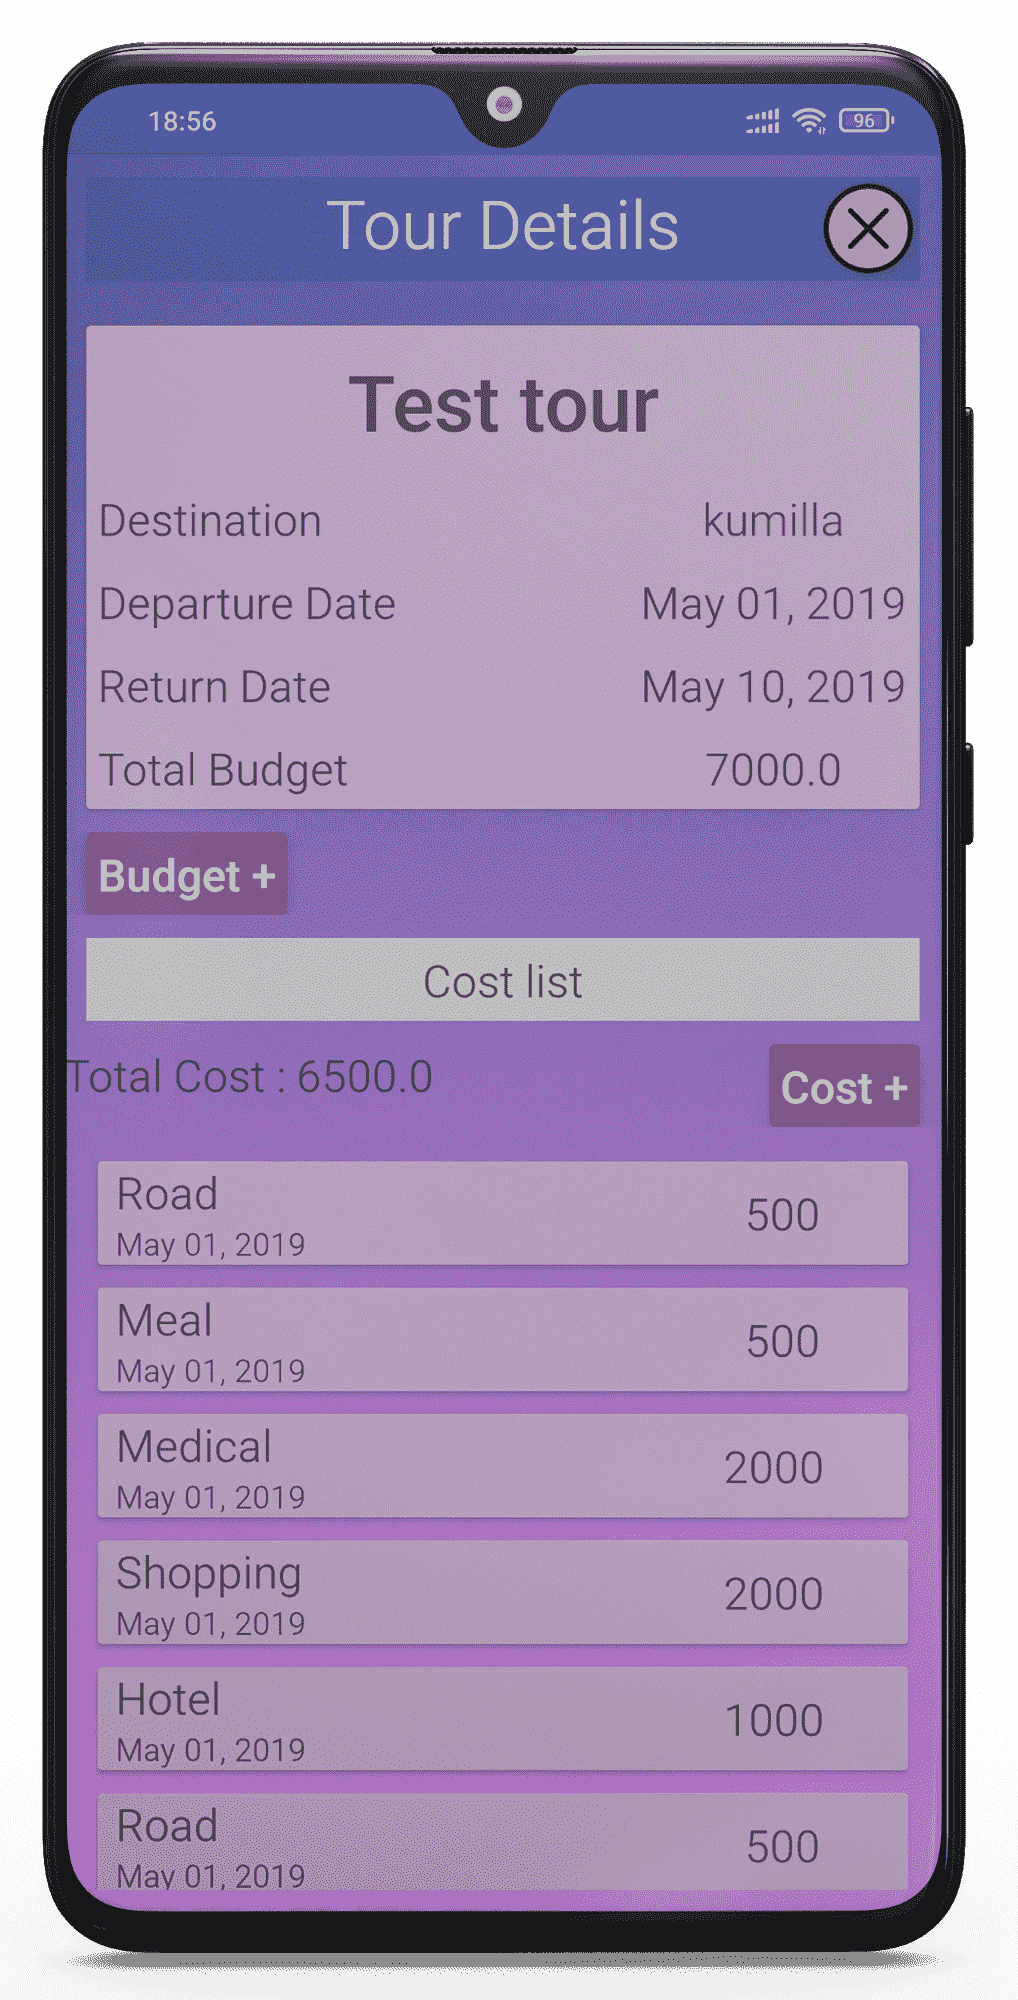 18:56
96
Tour Details
Test tour
Destination kumilla
Departure Date May 01, 2019
Return Date May 10, 2019
Total Budget 7000.0
Budget +
Cost list
Total Cost : 6500.0
Cost +
Road
May 01, 2019
500
Meal
May 01, 2019
500
Medical
May 01, 2019
2000
Shopping
May 01, 2019
2000
Hotel
May 01, 2019
1000
Road
May 01, 2019
500